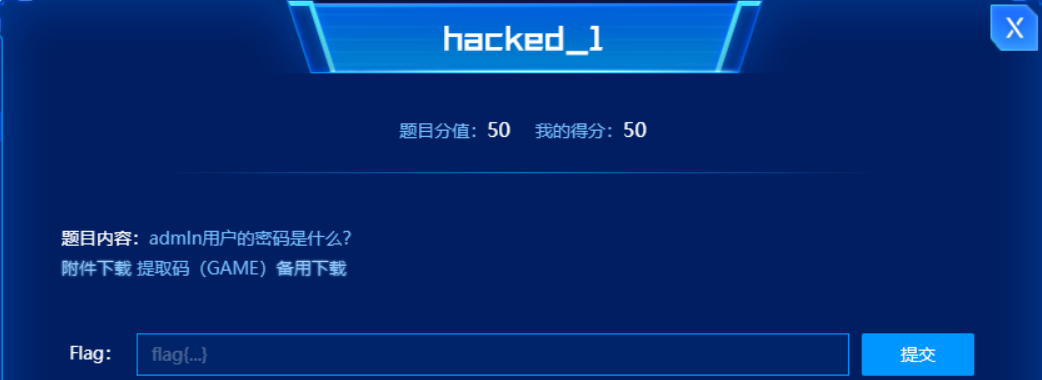 hacked_1
X
题目分值：50 我的得分：50
题目内容：admIn用户的密码是什么？
附件下载 提取码（GAME）备用下载
Flag： flag{...} 提交